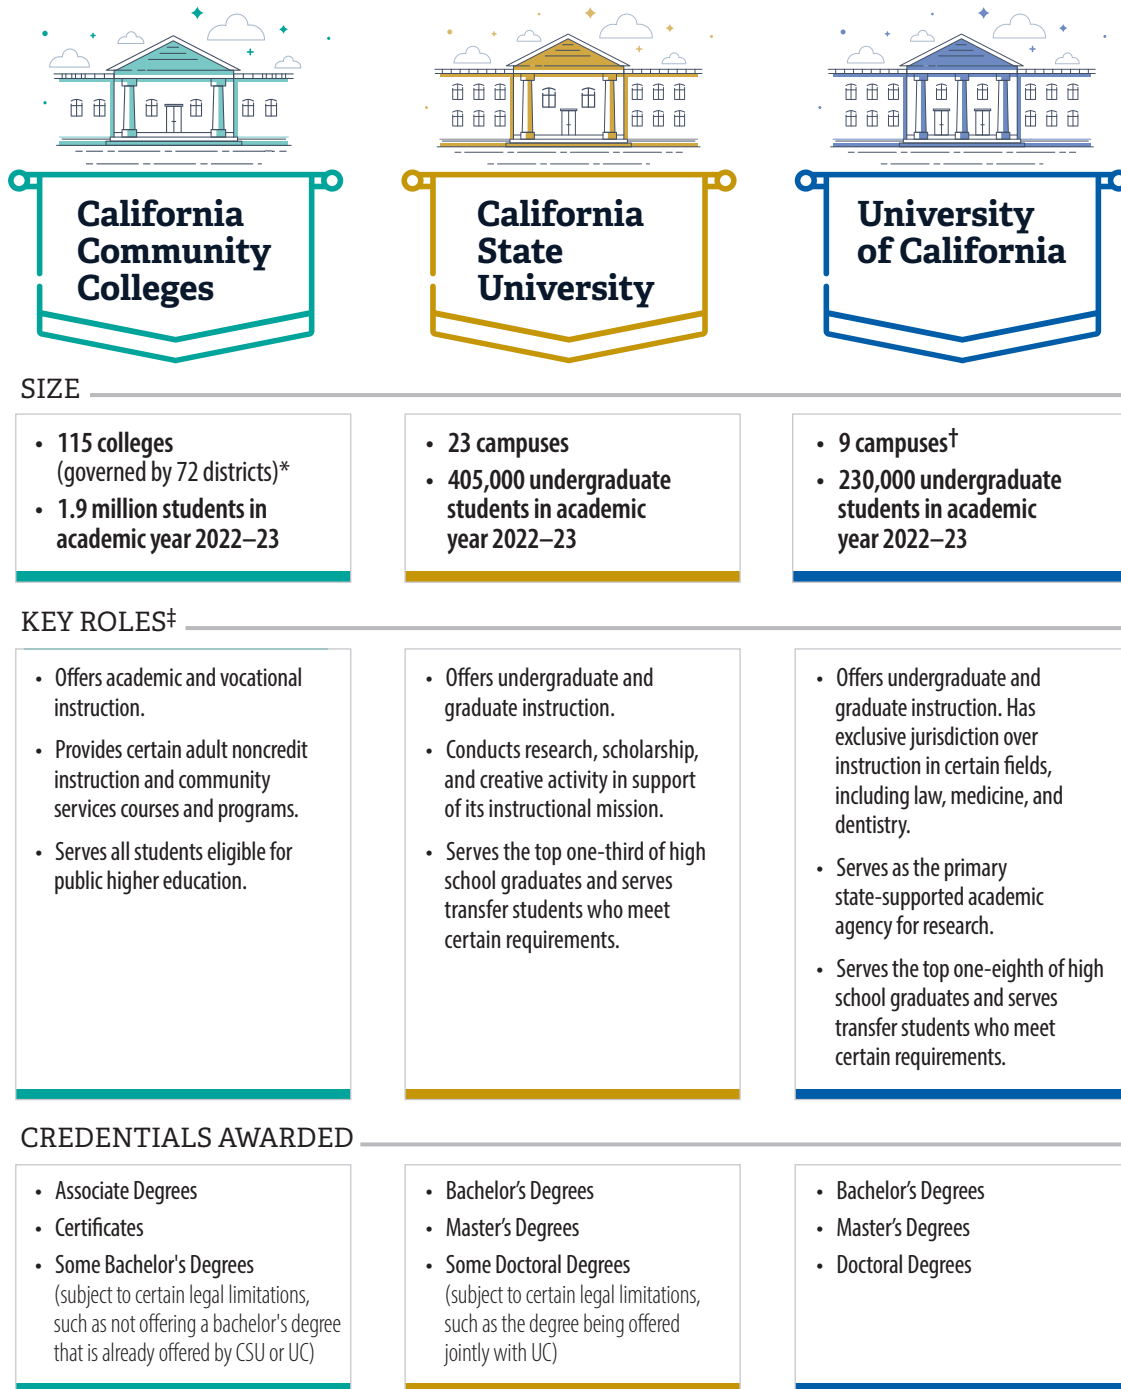 California
Community
Colleges
California
State
University
University
of California
SIZE
• 115 colleges
(governed by 72 districts)*
• 1.9 million students in
academic year 2022–23
• 23 campuses
• 405,000 undergraduate
students in academic
year 2022–23
• 9 campuses†
• 230,000 undergraduate
students in academic
year 2022–23
KEY ROLES‡
• Offers academic and vocational
instruction.
• Provides certain adult noncredit
instruction and community
services courses and programs.
• Serves all students eligible for
public higher education.
• Offers undergraduate and
graduate instruction.
• Conducts research, scholarship,
and creative activity in support
of its instructional mission.
• Serves the top one-third of high
school graduates and serves
transfer students who meet
certain requirements.
• Offers undergraduate and
graduate instruction. Has
exclusive jurisdiction over
instruction in certain fields,
including law, medicine, and
dentistry.
• Serves as the primary
state-supported academic
agency for research.
• Serves the top one-eighth of high
school graduates and serves
transfer students who meet
certain requirements.
CREDENTIALS AWARDED
• Associate Degrees
• Certificates
• Some Bachelor's Degrees
(subject to certain legal limitations,
such as not offering a bachelor's degree
that is already offered by CSU or UC)
• Bachelor’s Degrees
• Master’s Degrees
• Some Doctoral Degrees
(subject to certain legal limitations,
such as the degree being offered
jointly with UC)
• Bachelor’s Degrees
• Master’s Degrees
• Doctoral Degrees